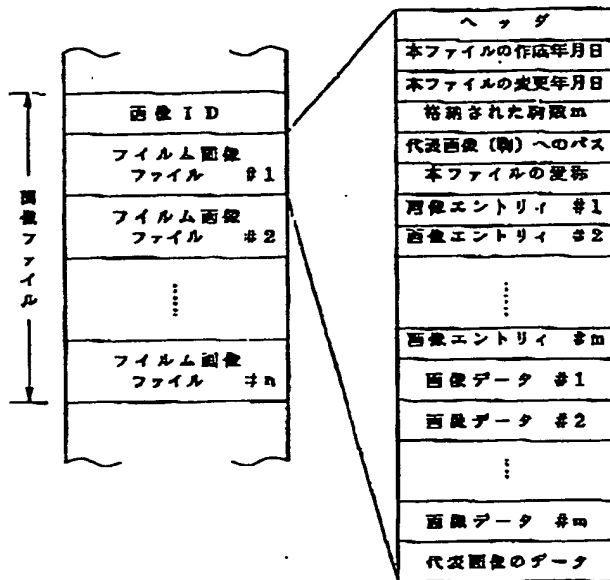 画像ファイル
画像ID
フイルム画像
ファイル #1
フイルム画像
ファイル #2
フイルム画像
ファイル #n
ヘッダ
本ファイルの作成年月日
本ファイルの変更年月日
格納された駒数m
代表画像(駒)へのパス
本ファイルの愛称
画像エントリィ #1
画像エントリィ #2
画像エントリィ #m
画像データ #1
画像データ #2
画像データ #m
代表画像のデータ